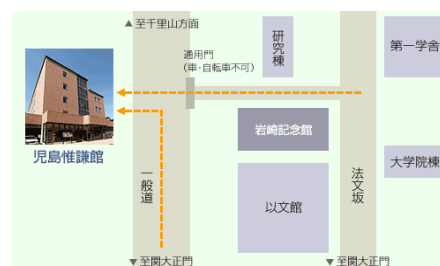 ▲至千里山方面
通用門
(車・自転車不可)
研究棟
第一学舎
児島惟謙館
岩崎記念館
一般道
以文館
法文坂
大学院棟
▼至関大正門
▼至関大正門